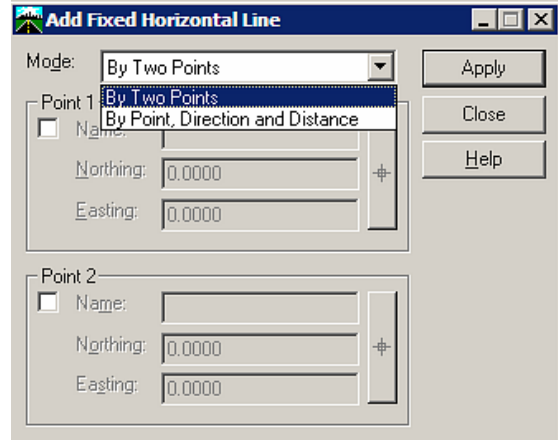 Add Fixed Horizontal Line
Mode: By Two Points Apply
By Two Points
By Point, Direction and Distance
Point 1
Close
Name:
Help
Northing: 0.0000
Easting: 0.0000
Point 2
Name:
Northing: 0.0000
Easting: 0.0000